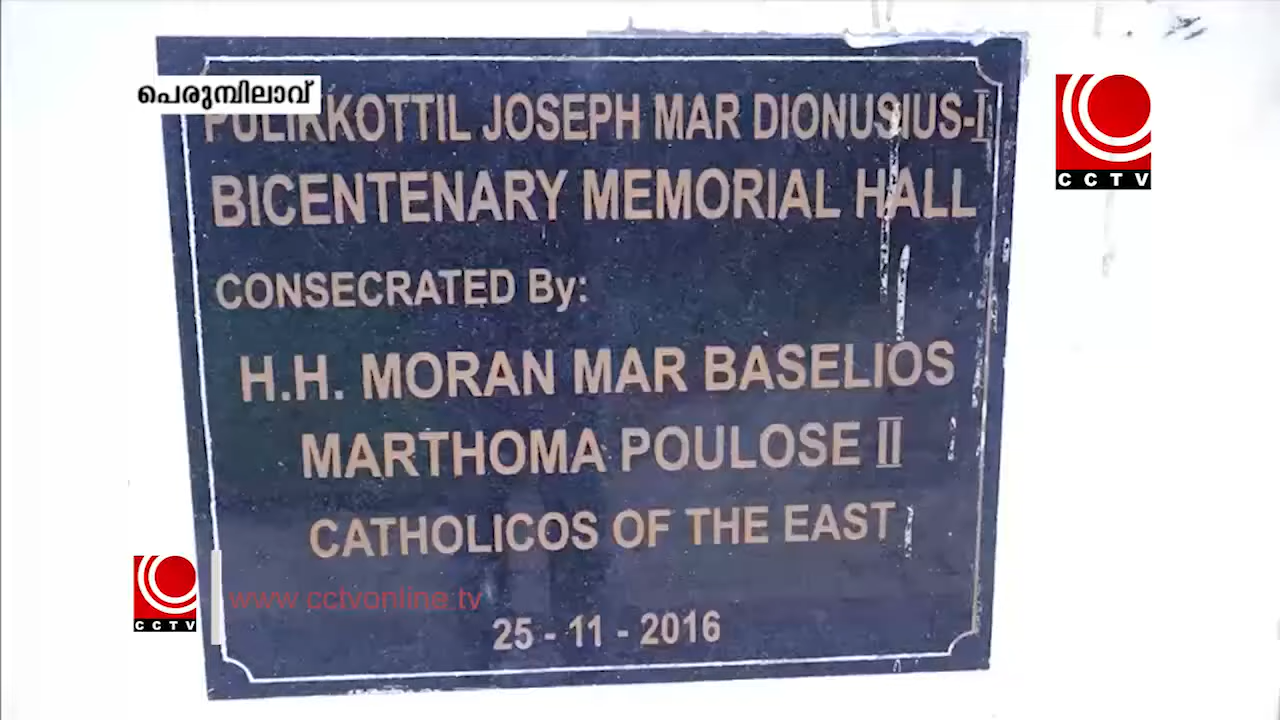 പെരുമ്പിലാവ്
PULIKKOTTIL JOSEPH MAR DIONUSIUS-I
BICENTENARY MEMORIAL HALL
CONSECRATED By:
H.H. MORAN MAR BASELIOS
MARTHOMA POULOSE II
CATHOLICOS OF THE EAST
25 - 11 - 2016
CCTV
CCTV
www.cctvonline.tv